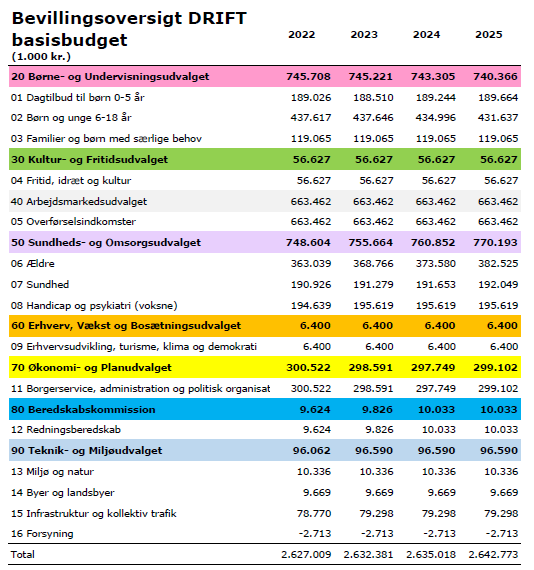 Bevillingsoversigt DRIFT
basisbudget 2022 2023 2024 2025
(1.000 kr.)
20 Børne- og Undervisningsudvalget 745.708 745.221 743.305 740.366
01 Dagtilbud til børn 0-5 år 189.026 188.510 189.244 189.664
02 Børn og unge 6-18 år 437.617 437.646 434.996 431.637
03 Familier og børn med særlige behov 119.065 119.065 119.065 119.065
30 Kultur- og Fritidsudvalget 56.627 56.627 56.627 56.627
04 Fritid, idræt og kultur 56.627 56.627 56.627 56.627
40 Arbejdsmarkedsudvalget 663.462 663.462 663.462 663.462
05 Overførselsindkomster 663.462 663.462 663.462 663.462
50 Sundheds- og Omsorgsudvalget 748.604 755.664 760.852 770.193
06 Ældre 363.039 368.766 373.580 382.525
07 Sundhed 190.926 191.279 191.653 192.049
08 Handicap og psykiatri (voksne) 194.639 195.619 195.619 195.619
60 Erhverv, Vækst og Bosætningsudvalget 6.400 6.400 6.400 6.400
09 Erhvervsudvikling, turisme, klima og demokrati 6.400 6.400 6.400 6.400
70 Økonomi- og Planudvalget 300.522 298.591 297.749 299.102
11 Borgerservice, administration og politisk organisat 300.522 298.591 297.749 299.102
80 Beredskabskommission 9.624 9.826 10.033 10.033
12 Redningsberedskab 9.624 9.826 10.033 10.033
90 Teknik- og Miljøudvalget 96.062 96.590 96.590 96.590
13 Miljø og natur 10.336 10.336 10.336 10.336
14 Byer og landsbyer 9.669 9.669 9.669 9.669
15 Infrastruktur og kollektiv trafik 78.770 79.298 79.298 79.298
16 Forsyning -2.713 -2.713 -2.713 -2.713
Total 2.627.009 2.632.381 2.635.018 2.642.773